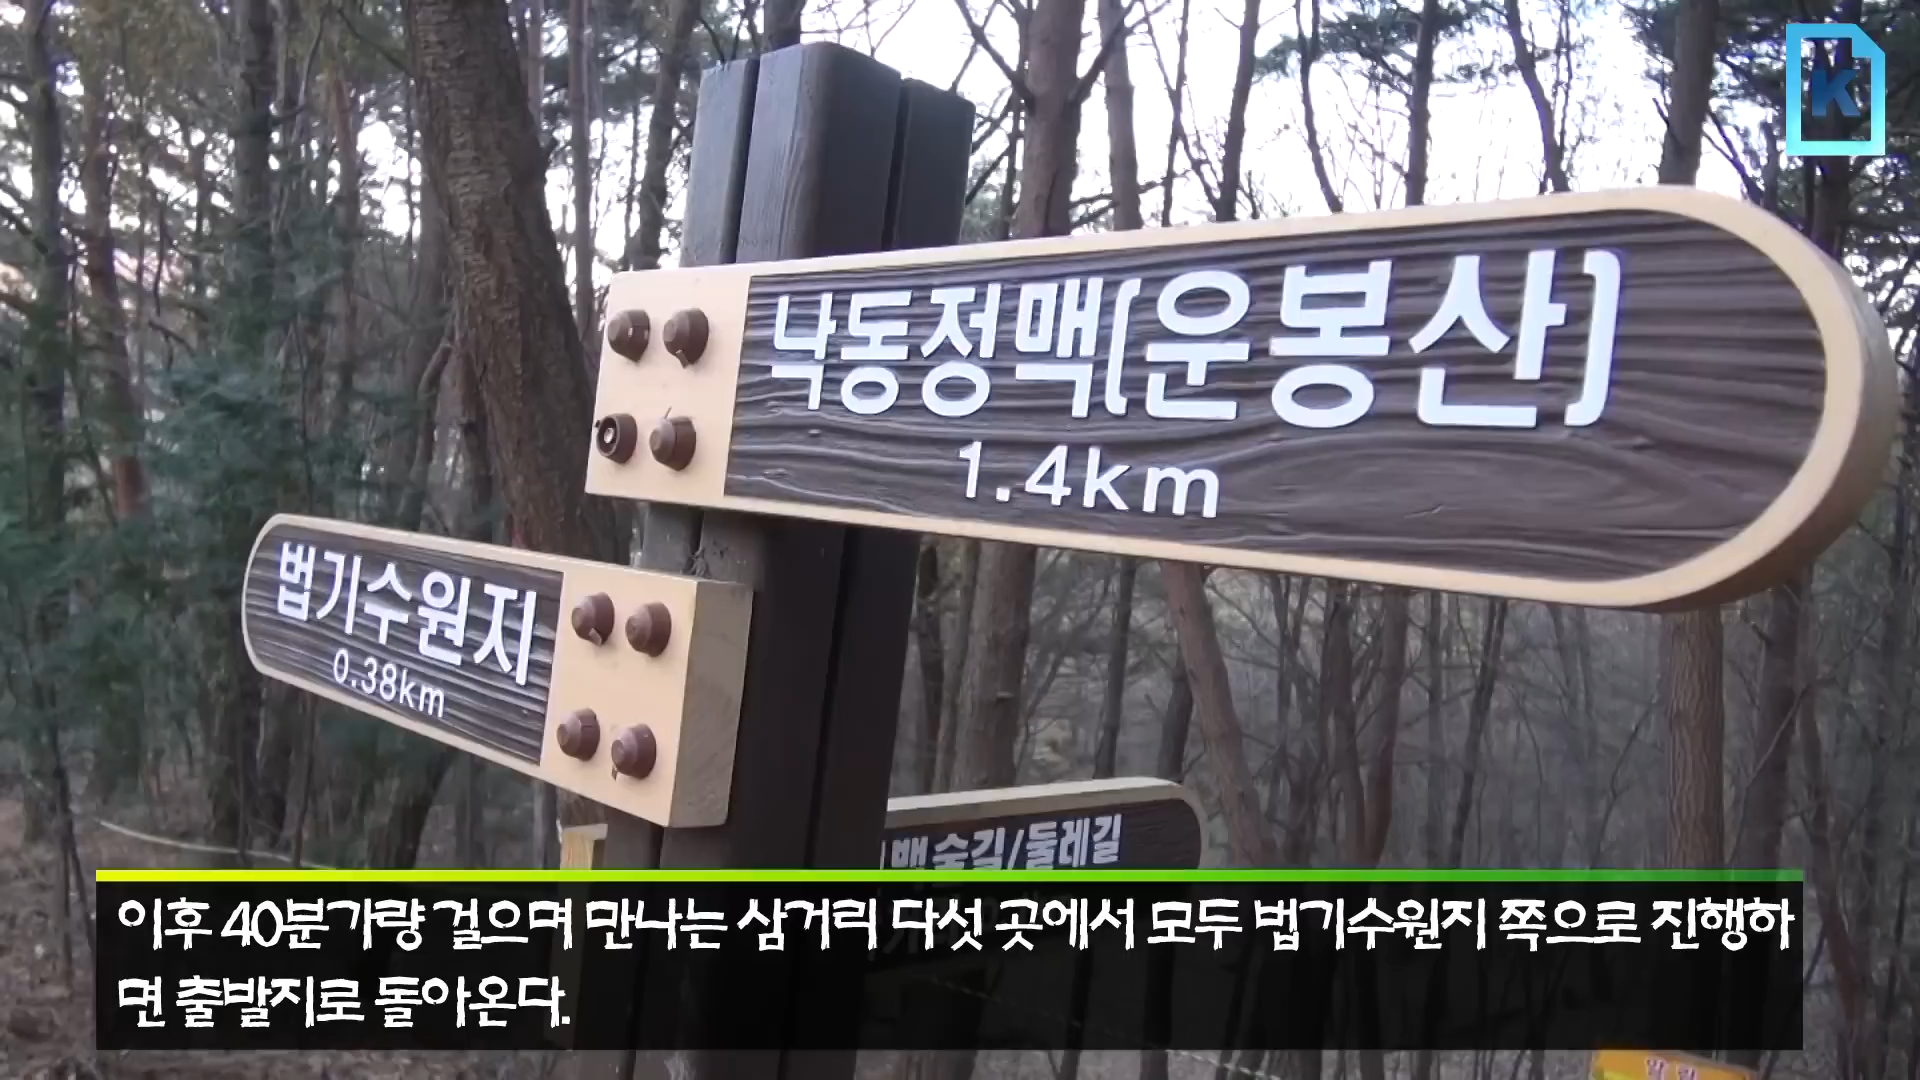 K
낙동정맥(운봉산)
1.4km
법기수원지
0.38km
백숲길/둘레길
이후 40분가량 걸으며 만나는 삼거리 다섯 곳에서 모두 법기수원지 쪽으로 진행하
면 출발지로 돌아온다.